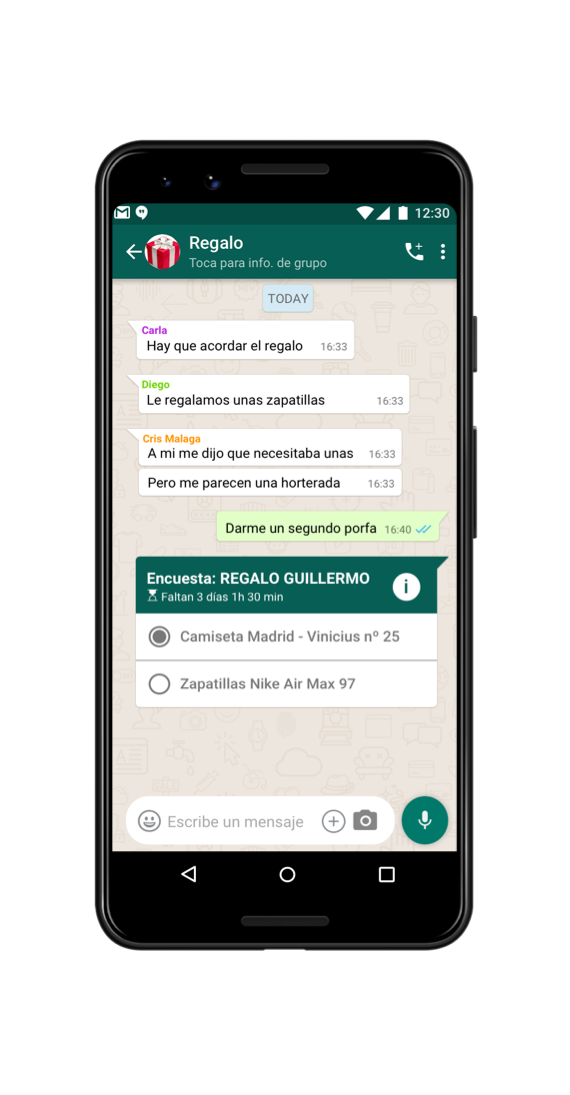 12:30
Regalo
Toca para info. de grupo
TODAY
Carla
Hay que acordar el regalo 16:33
Diego
Le regalamos unas zapatillas 16:33
Cris Malaga
A mi me dijo que necesitaba unas 16:33
Pero me parecen una horterada 16:33
Darme un segundo porfa 16:40
Encuesta: REGALO GUILLERMO
Faltan 3 días 1h 30 min
i
Camiseta Madrid - Vinicius nº 25
Zapatillas Nike Air Max 97
Escribe un mensaje